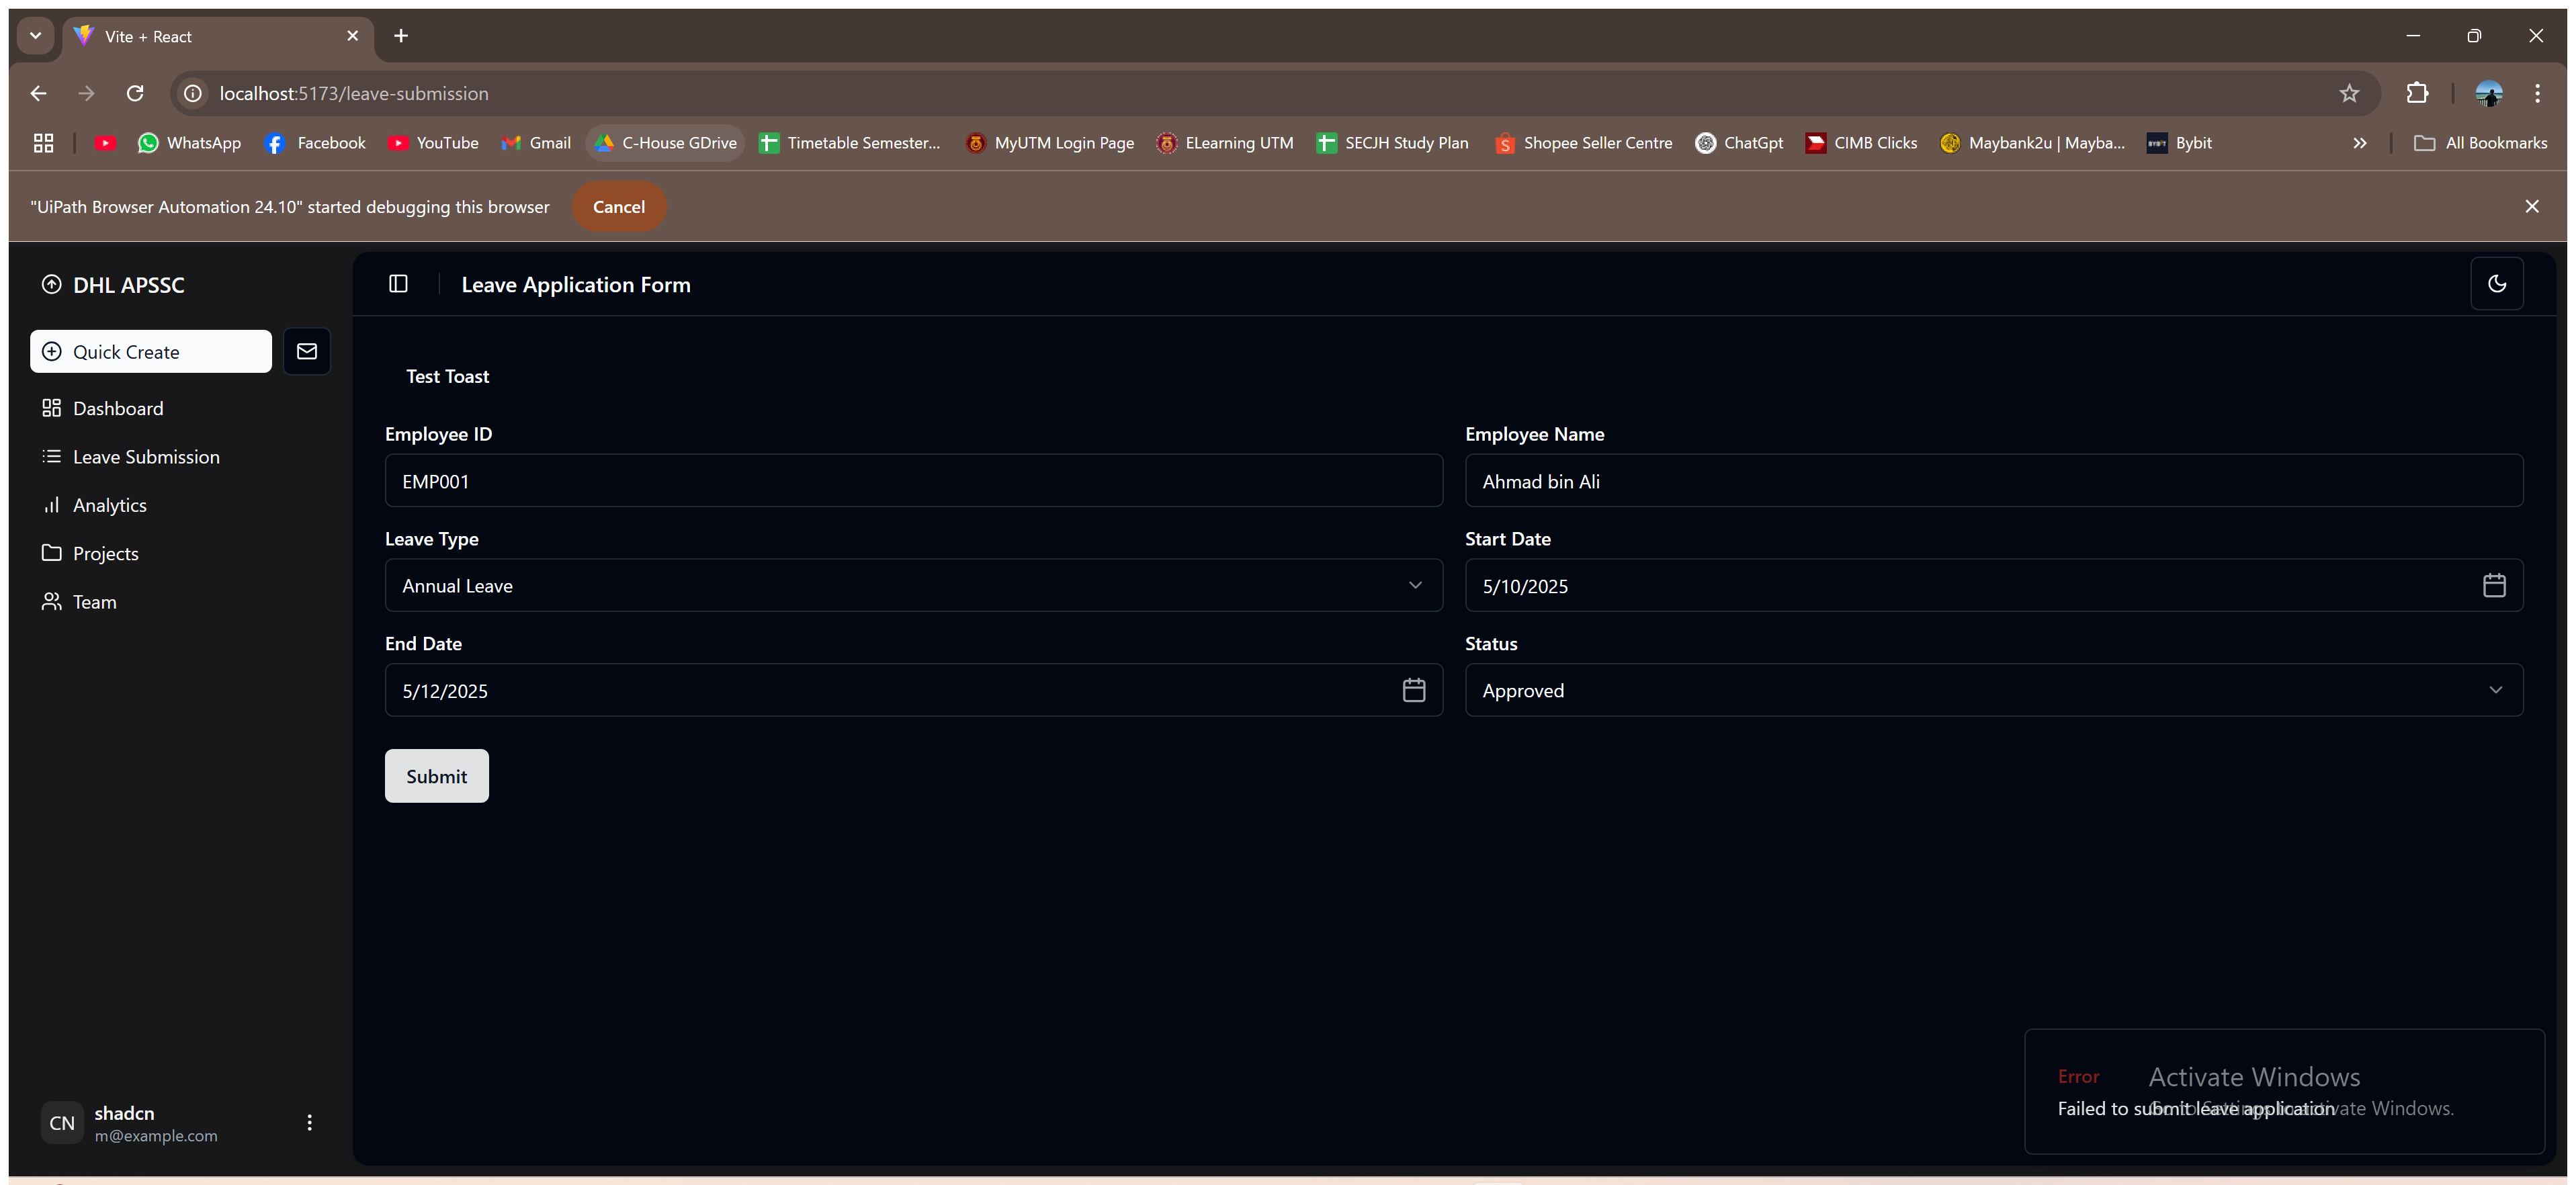 Vite + React
localhost:5173/leave-submission
WhatsApp Facebook YouTube Gmail C-House GDrive Timetable Semester... MyUTM Login Page ELearning UTM SECJH Study Plan Shopee Seller Centre ChatGpt CIMB Clicks Maybank2u | Mayba... Bybit All Bookmarks
"UiPath Browser Automation 24.10" started debugging this browser Cancel
DHL APSSC
Quick Create
Dashboard
Leave Submission
Analytics
Projects
Team
CN
shadcn
m@example.com
Leave Application Form
Test Toast
Employee ID
EMP001
Employee Name
Ahmad bin Ali
Leave Type
Annual Leave
Start Date
5/10/2025
End Date
5/12/2025
Status
Approved
Submit
Error
Failed to submit leave application
Activate Windows
Go to Settings to activate Windows.